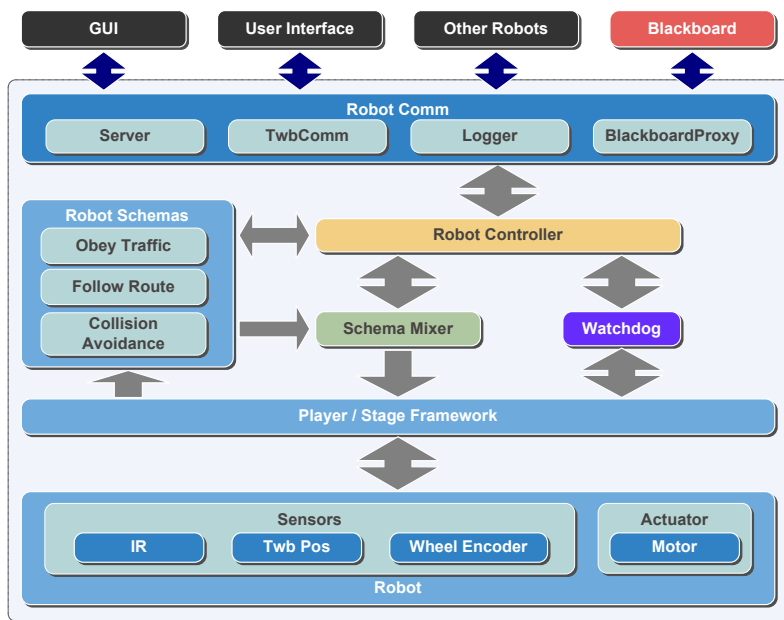 GUI
User Interface
Other Robots
Blackboard
Robot Comm
Server
TwbComm
Logger
BlackboardProxy
Robot Schemas
Obey Traffic
Follow Route
Collision
Avoidance
Robot Controller
Schema Mixer
Watchdog
Player / Stage Framework
Sensors
IR
Twb Pos
Wheel Encoder
Actuator
Motor
Robot